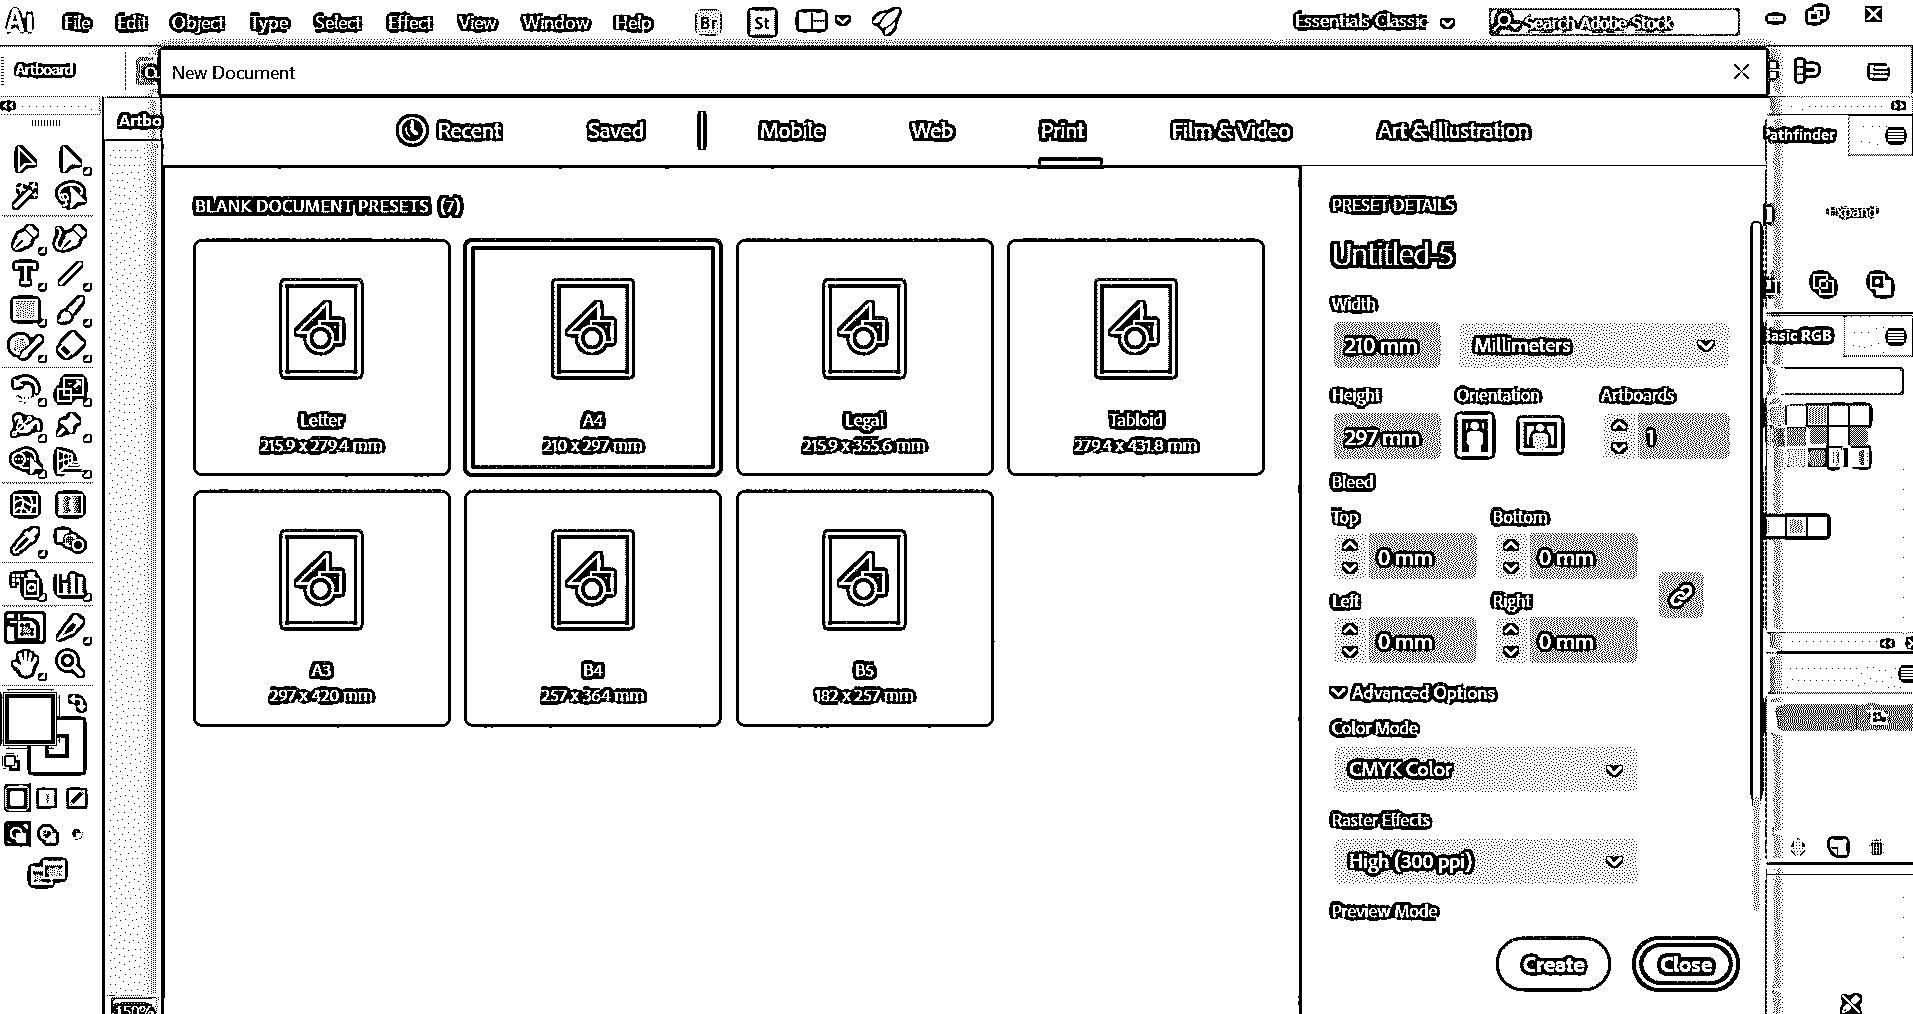 Ai File Edit Object Type Select Effect View Window Help Br St Essentials Classic Search Adobe Stock
Artboard
New Document
Artbo
Recent Saved Mobile Web Print Film & Video Art & Illustration
BLANK DOCUMENT PRESETS (7)
Letter
215.9 x 279.4 mm
A4
210 x 297 mm
Legal
215.9 x 355.6 mm
Tabloid
279.4 x 431.8 mm
A3
297 x 420 mm
B4
257 x 364 mm
B5
182 x 257 mm
PRESET DETAILS
Untitled-5
Width
210 mm Millimeters
Height Orientation Artboards
297 mm 1
Bleed
Top Bottom
0 mm 0 mm
Left Right
0 mm 0 mm
Advanced Options
Color Mode
CMYK Color
Raster Effects
High (300 ppi)
Preview Mode
Create Close
Pathfinder
Expand
Basic RGB
150%